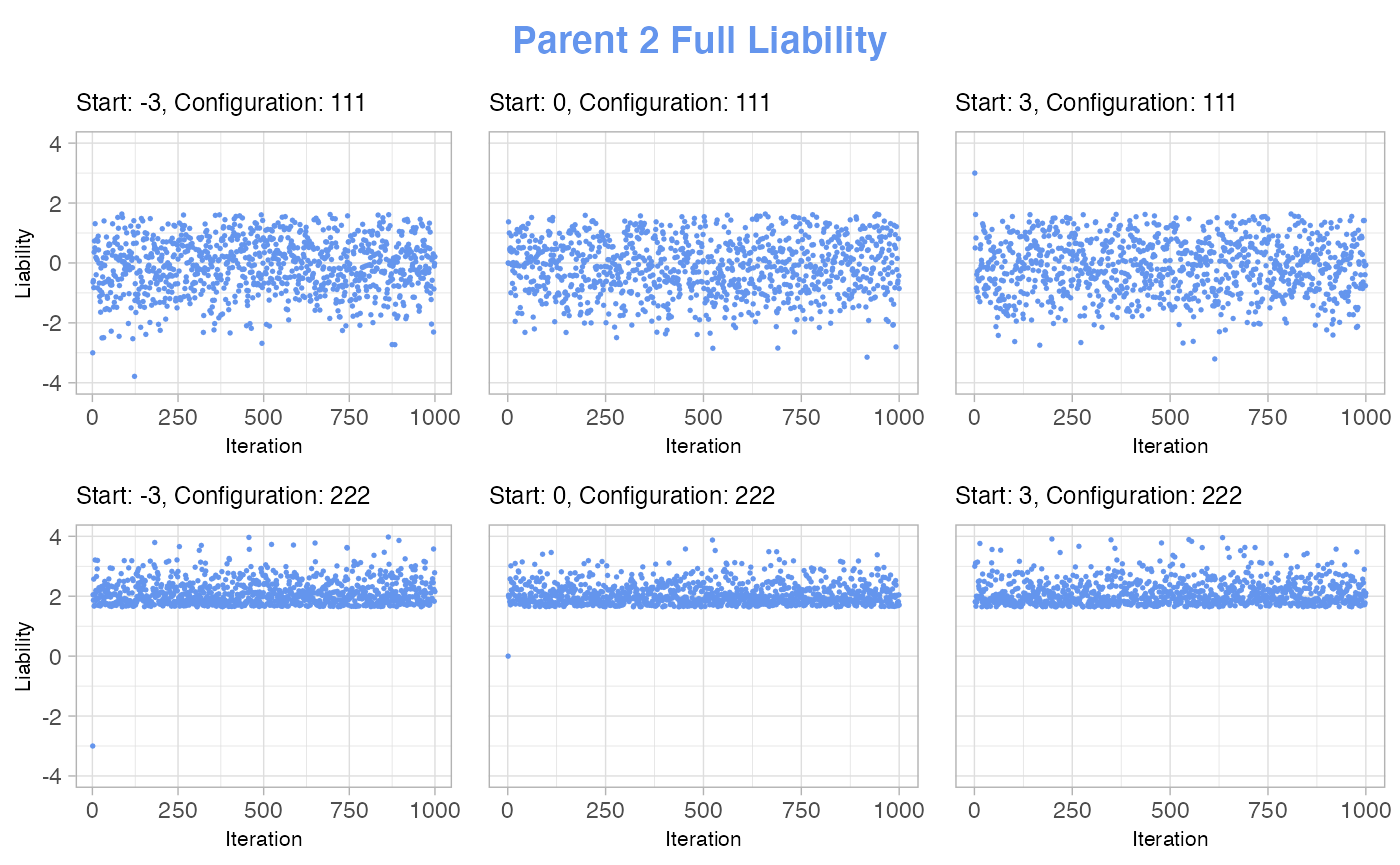 Parent 2 Full Liability
Start: -3, Configuration: 111
Start: 0, Configuration: 111
Start: 3, Configuration: 111
Liability
4
2
0
-2
-4
0 250 500 750 1000
0 250 500 750 1000
0 250 500 750 1000
Iteration
Iteration
Iteration
Start: -3, Configuration: 222
Start: 0, Configuration: 222
Start: 3, Configuration: 222
Liability
4
2
0
-2
-4
0 250 500 750 1000
0 250 500 750 1000
0 250 500 750 1000
Iteration
Iteration
Iteration